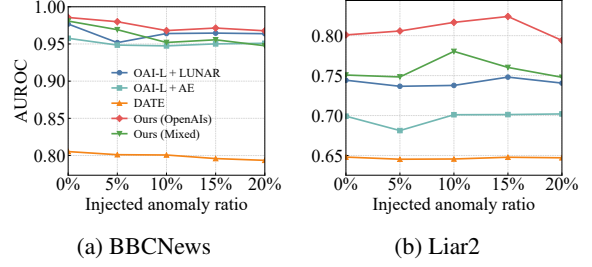 AUROC
1.00
0.95
0.90
0.85
0.80
OAI-L + LUNAR
OAI-L + AE
DATE
Ours (OpenAIs)
Ours (Mixed)
0% 5% 10% 15% 20%
Injected anomaly ratio
(a) BBCNews
0.80
0.75
0.70
0.65
0% 5% 10% 15% 20%
Injected anomaly ratio
(b) Liar2